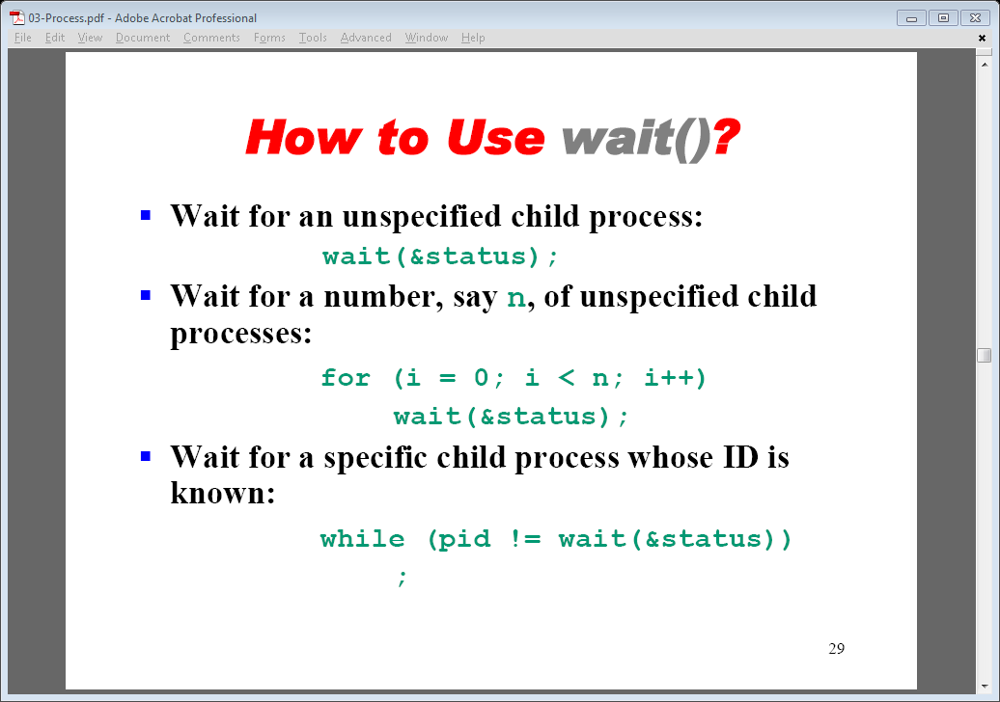 03-Process.pdf - Adobe Acrobat Professional
File Edit View Document Comments Forms Tools Advanced Window Help
How to Use wait()?
Wait for an unspecified child process:
wait(&status);
Wait for a number, say n, of unspecified child
processes:
for (i = 0; i < n; i++)
wait(&status);
Wait for a specific child process whose ID is
known:
while (pid != wait(&status))
;
29